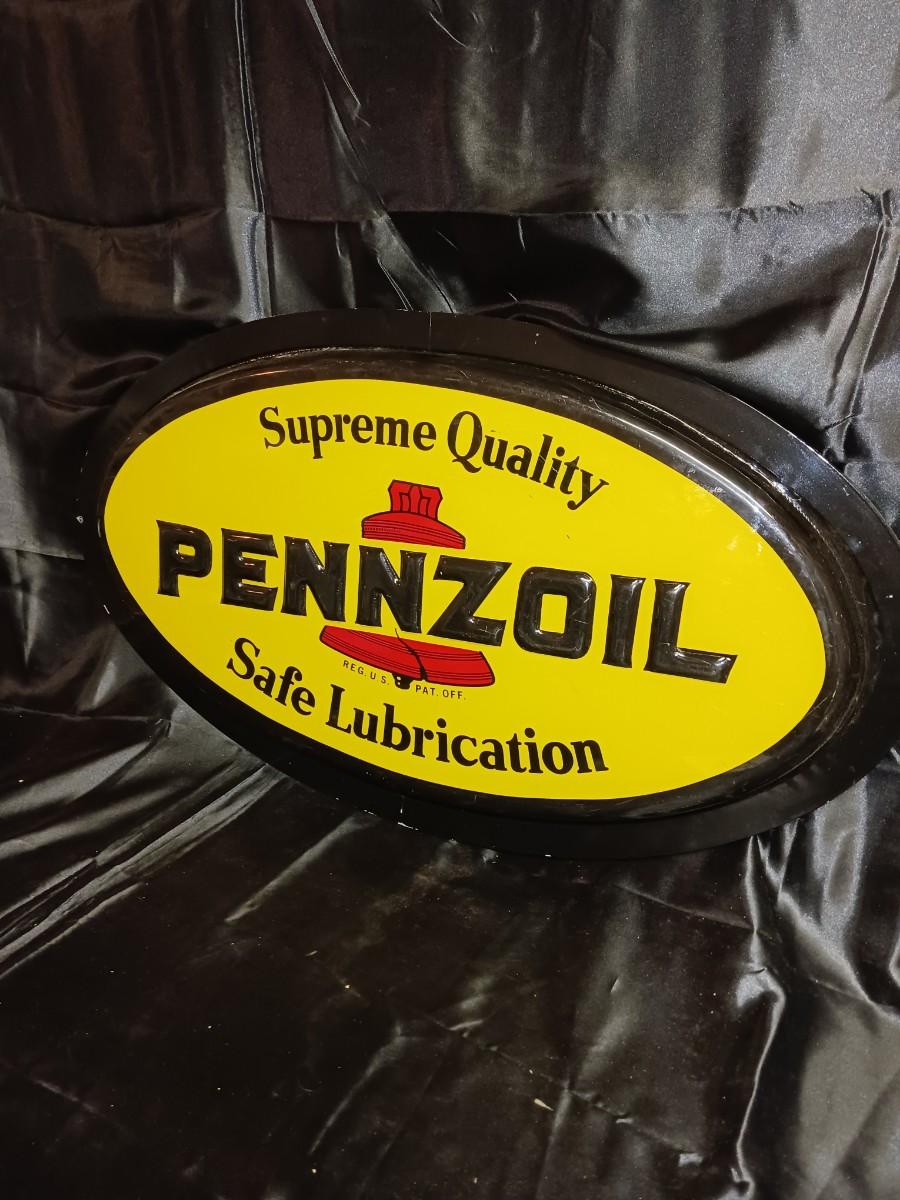 Supreme Quality
PENNZOIL
REG. U.S. PAT. OFF.
Safe Lubrication